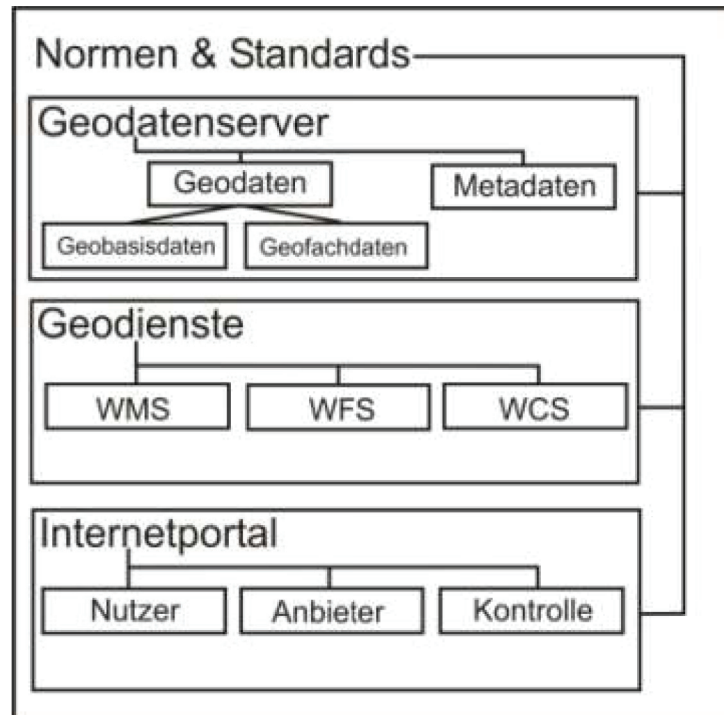 Normen & Standards
Geodatenserver
Geodaten
Metadaten
Geobasisdaten
Geofachdaten
Geodienste
WMS
WFS
WCS
Internetportal
Nutzer
Anbieter
Kontrolle